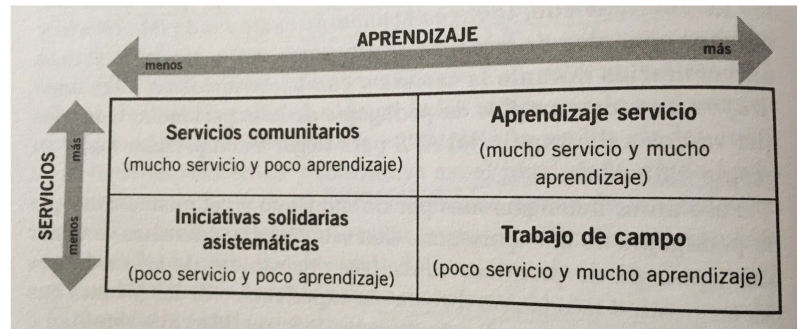 APRENDIZAJE
menos
más
SERVICIOS
más
menos
Servicios comunitarios
(mucho servicio y poco aprendizaje)
Aprendizaje servicio
(mucho servicio y mucho
aprendizaje)
Iniciativas solidarias
asistemáticas
(poco servicio y poco aprendizaje)
Trabajo de campo
(poco servicio y mucho aprendizaje)